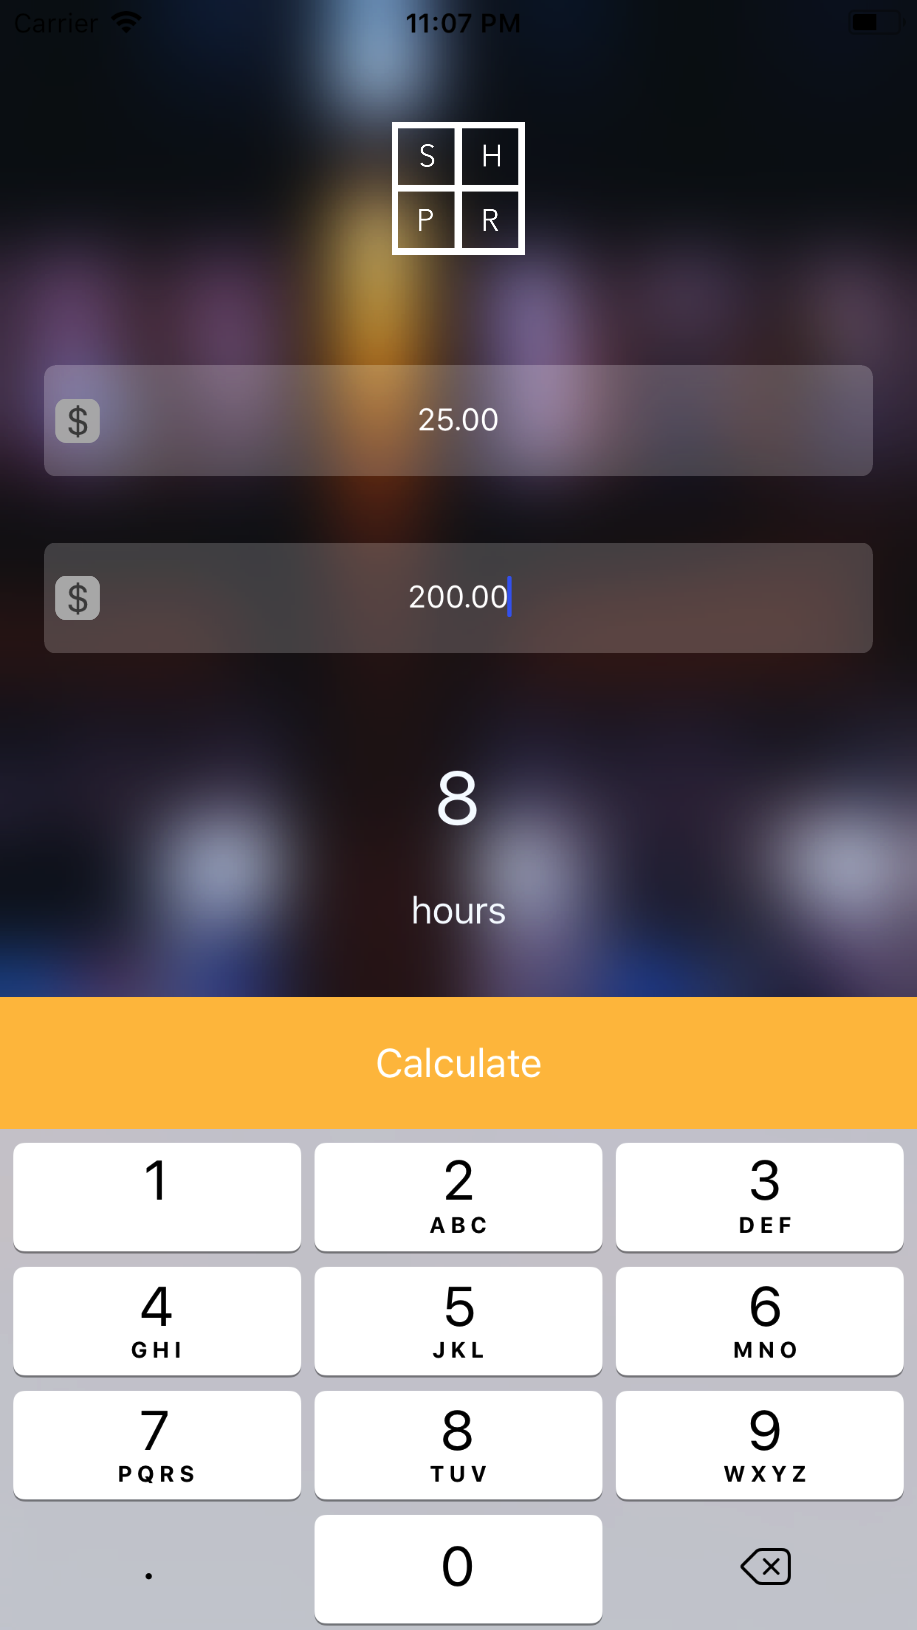 Carrier 11:07 PM
S H
P R
$ 25.00
$ 200.00
8
hours
Calculate
1 2 3
ABC DEF
4 5 6
GHI JKL MNO
7 8 9
PQRS TUV WXYZ
. 0